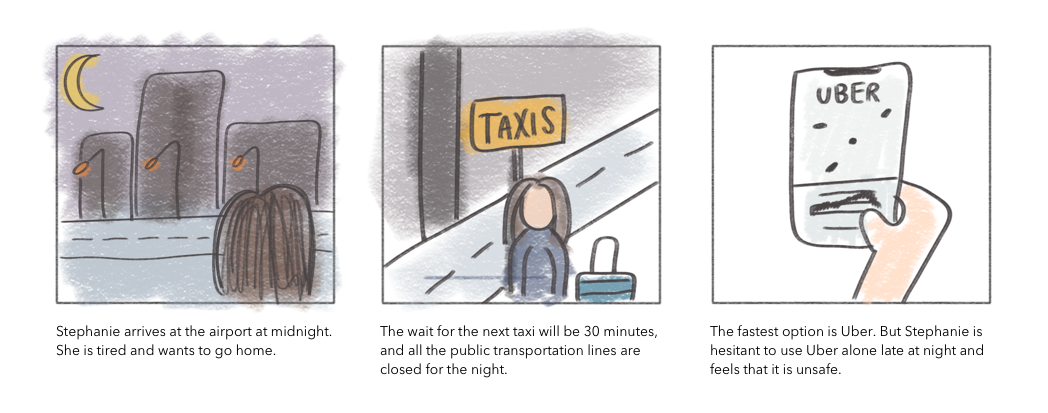 TAXIS
UBER
Stephanie arrives at the airport at midnight.
She is tired and wants to go home.
The wait for the next taxi will be 30 minutes,
and all the public transportation lines are
closed for the night.
The fastest option is Uber. But Stephanie is
hesitant to use Uber alone late at night and
feels that it is unsafe.